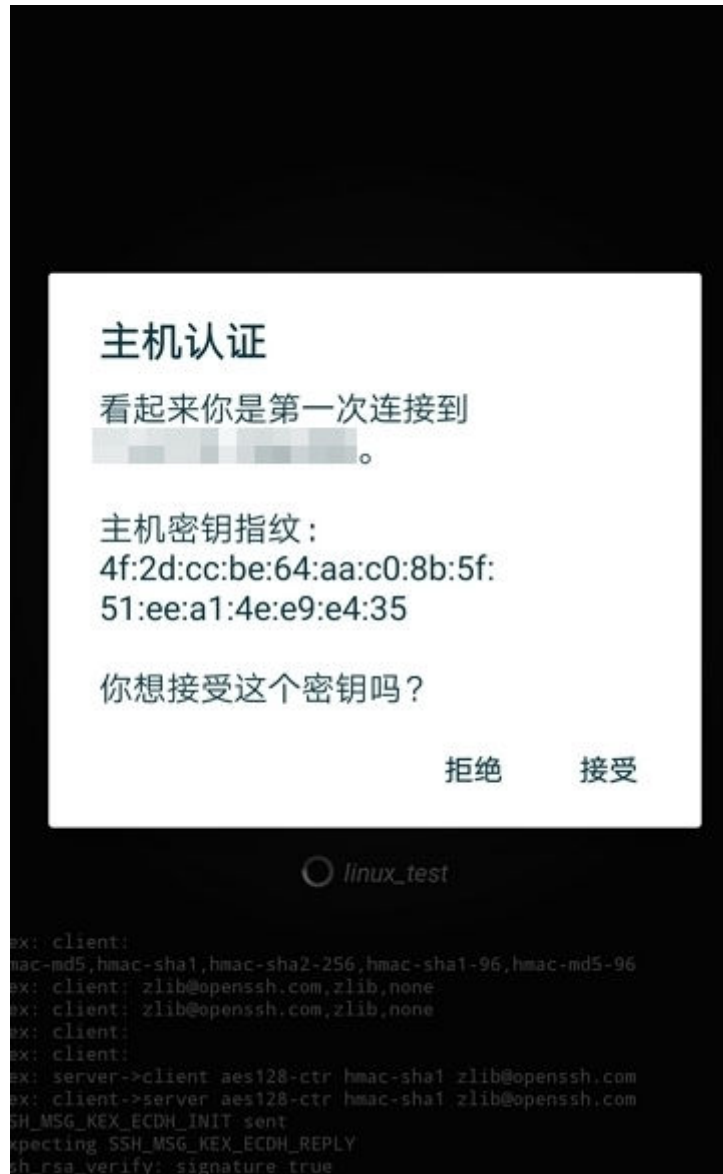 主机认证
看起来你是第一次连接到
。
主机密钥指纹：
4f:2d:cc:be:64:aa:c0:8b:5f:
51:ee:a1:4e:e9:e4:35
你想接受这个密钥吗？
拒绝 接受
linux_test
ex: client:
mac-md5,hmac-sha1,hmac-sha2-256,hmac-sha1-96,hmac-md5-96
ex: client: zlib@openssh.com,zlib,none
ex: client: zlib@openssh.com,zlib,none
ex: client:
ex: client:
ex: server->client aes128-ctr hmac-sha1 zlib@openssh.com
ex: client->server aes128-ctr hmac-sha1 zlib@openssh.com
SH_MSG_KEX_ECDH_INIT sent
xpecting SSH_MSG_KEX_ECDH_REPLY
sh_rsa_verify: signature true